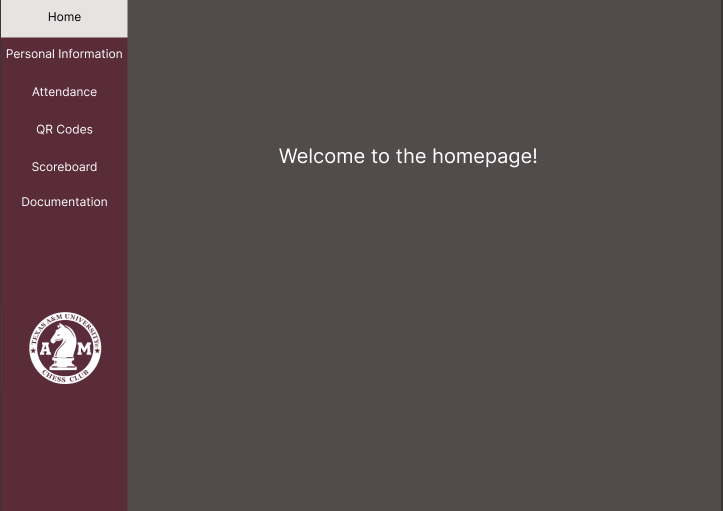 Home
Personal Information
Attendance
QR Codes
Scoreboard
Documentation
Welcome to the homepage!
TEXAS A&M UNIVERSITY
A M
CHESS CLUB